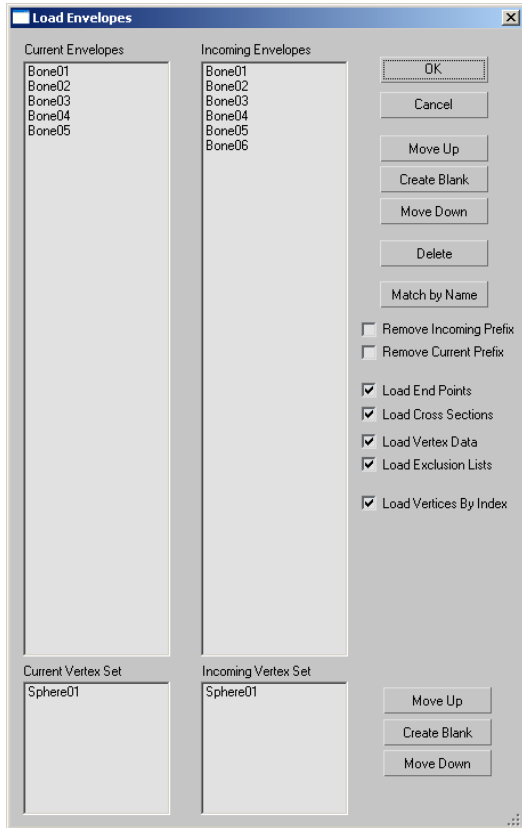 Load Envelopes
Current Envelopes
Bone01
Bone02
Bone03
Bone04
Bone05
Incoming Envelopes
Bone01
Bone02
Bone03
Bone04
Bone05
Bone06
OK
Cancel
Move Up
Create Blank
Move Down
Delete
Match by Name
Remove Incoming Prefix
Remove Current Prefix
Load End Points
Load Cross Sections
Load Vertex Data
Load Exclusion Lists
Load Vertices By Index
Current Vertex Set
Sphere01
Incoming Vertex Set
Sphere01
Move Up
Create Blank
Move Down